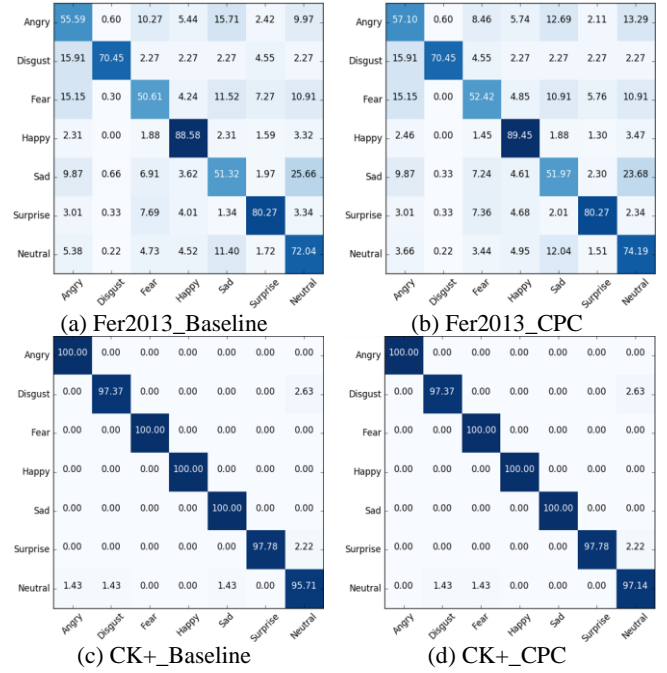 Angry 55.59 0.60 10.27 5.44 15.71 2.42 9.97
Disgust 15.91 70.45 2.27 2.27 2.27 4.55 2.27
Fear 15.15 0.30 50.61 4.24 11.52 7.27 10.91
Happy 2.31 0.00 1.88 88.58 2.31 1.59 3.32
Sad 9.87 0.66 6.91 3.62 51.32 1.97 25.66
Surprise 3.01 0.33 7.69 4.01 1.34 80.27 3.34
Neutral 5.38 0.22 4.73 4.52 11.40 1.72 72.04
Angry Disgust Fear Happy Sad Surprise Neutral
(a) Fer2013_Baseline
Angry 57.10 0.60 8.46 5.74 12.69 2.11 13.29
Disgust 15.91 70.45 4.55 2.27 2.27 2.27 2.27
Fear 15.15 0.00 52.42 4.85 10.91 5.76 10.91
Happy 2.46 0.00 1.45 89.45 1.88 1.30 3.47
Sad 9.87 0.33 7.24 4.61 51.97 2.30 23.68
Surprise 3.01 0.33 7.36 4.68 2.01 80.27 2.34
Neutral 3.66 0.22 3.44 4.95 12.04 1.51 74.19
Angry Disgust Fear Happy Sad Surprise Neutral
(b) Fer2013_CPC
Angry 100.00 0.00 0.00 0.00 0.00 0.00 0.00
Disgust 0.00 97.37 0.00 0.00 0.00 0.00 2.63
Fear 0.00 0.00 100.00 0.00 0.00 0.00 0.00
Happy 0.00 0.00 0.00 100.00 0.00 0.00 0.00
Sad 0.00 0.00 0.00 0.00 100.00 0.00 0.00
Surprise 0.00 0.00 0.00 0.00 0.00 97.78 2.22
Neutral 1.43 1.43 0.00 0.00 1.43 0.00 95.71
Angry Disgust Fear Happy Sad Surprise Neutral
(c) CK+_Baseline
Angry 100.00 0.00 0.00 0.00 0.00 0.00 0.00
Disgust 0.00 97.37 0.00 0.00 0.00 0.00 2.63
Fear 0.00 0.00 100.00 0.00 0.00 0.00 0.00
Happy 0.00 0.00 0.00 100.00 0.00 0.00 0.00
Sad 0.00 0.00 0.00 0.00 100.00 0.00 0.00
Surprise 0.00 0.00 0.00 0.00 0.00 97.78 2.22
Neutral 0.00 1.43 1.43 0.00 0.00 0.00 97.14
Angry Disgust Fear Happy Sad Surprise Neutral
(d) CK+_CPC